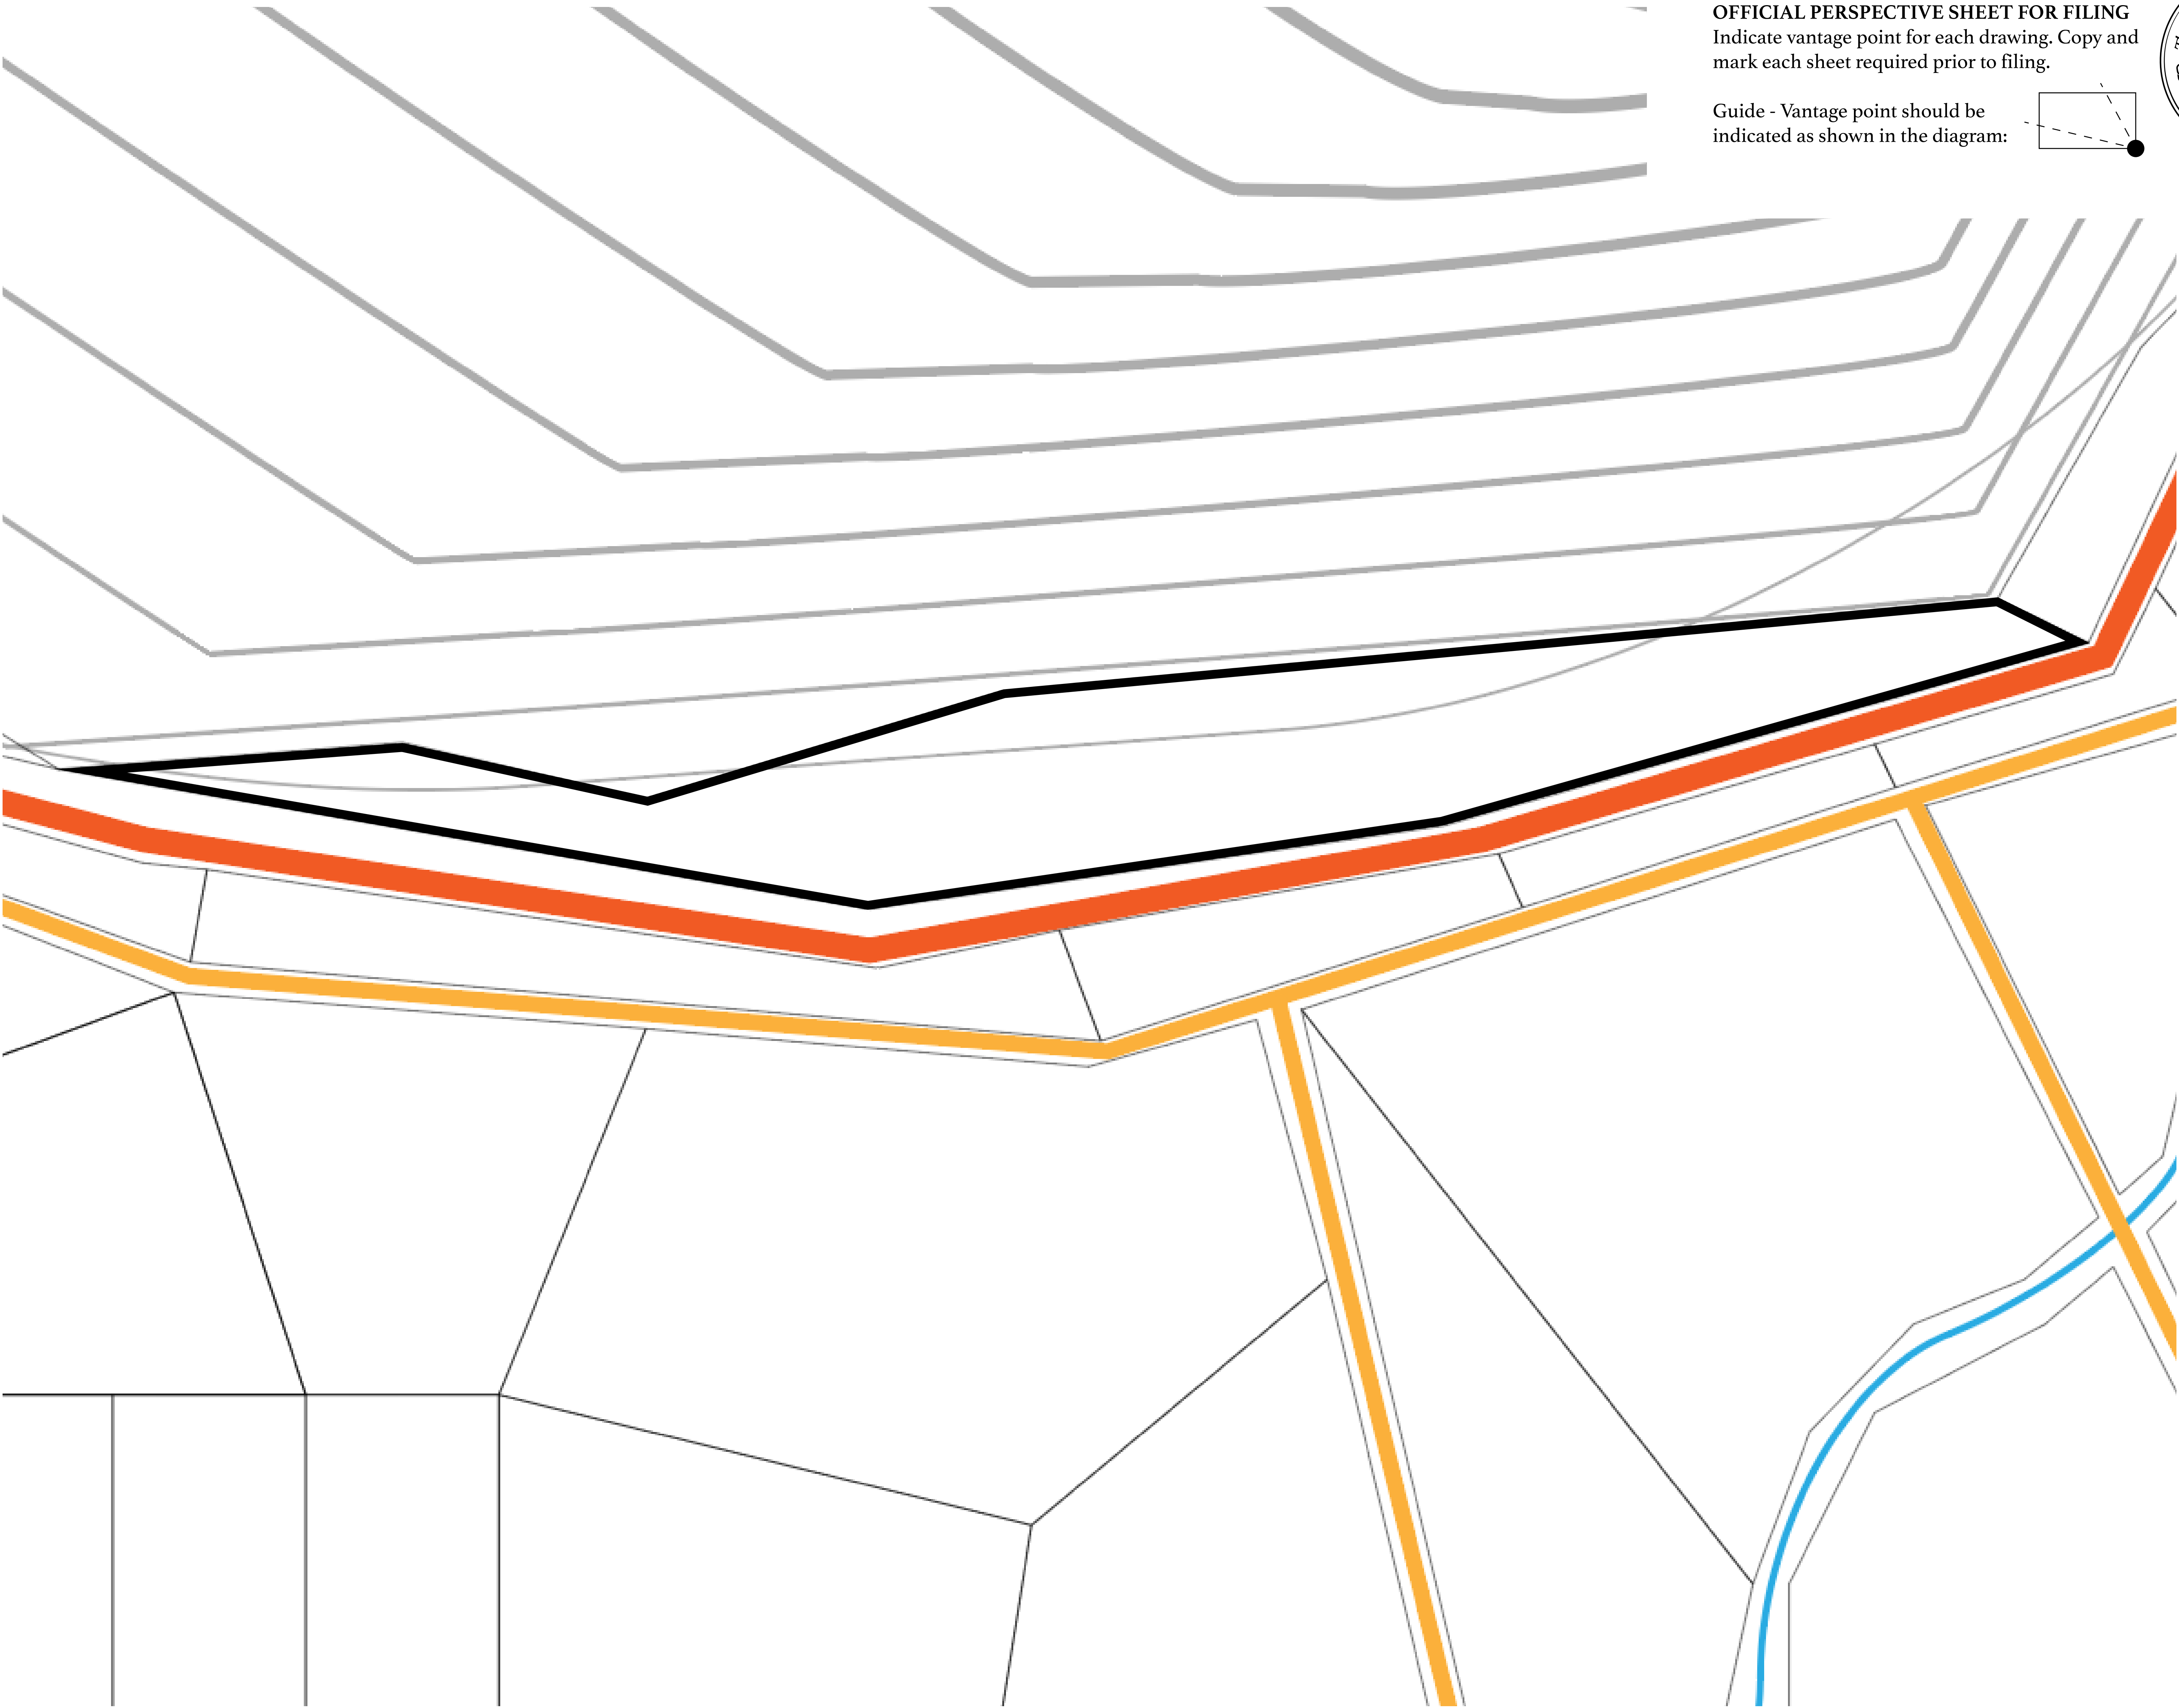 OFFICIAL PERSPECTIVE SHEET FOR FILING
Indicate vantage point for each drawing. Copy and
mark each sheet required prior to filing.
Guide - Vantage point should be
indicated as shown in the diagram: